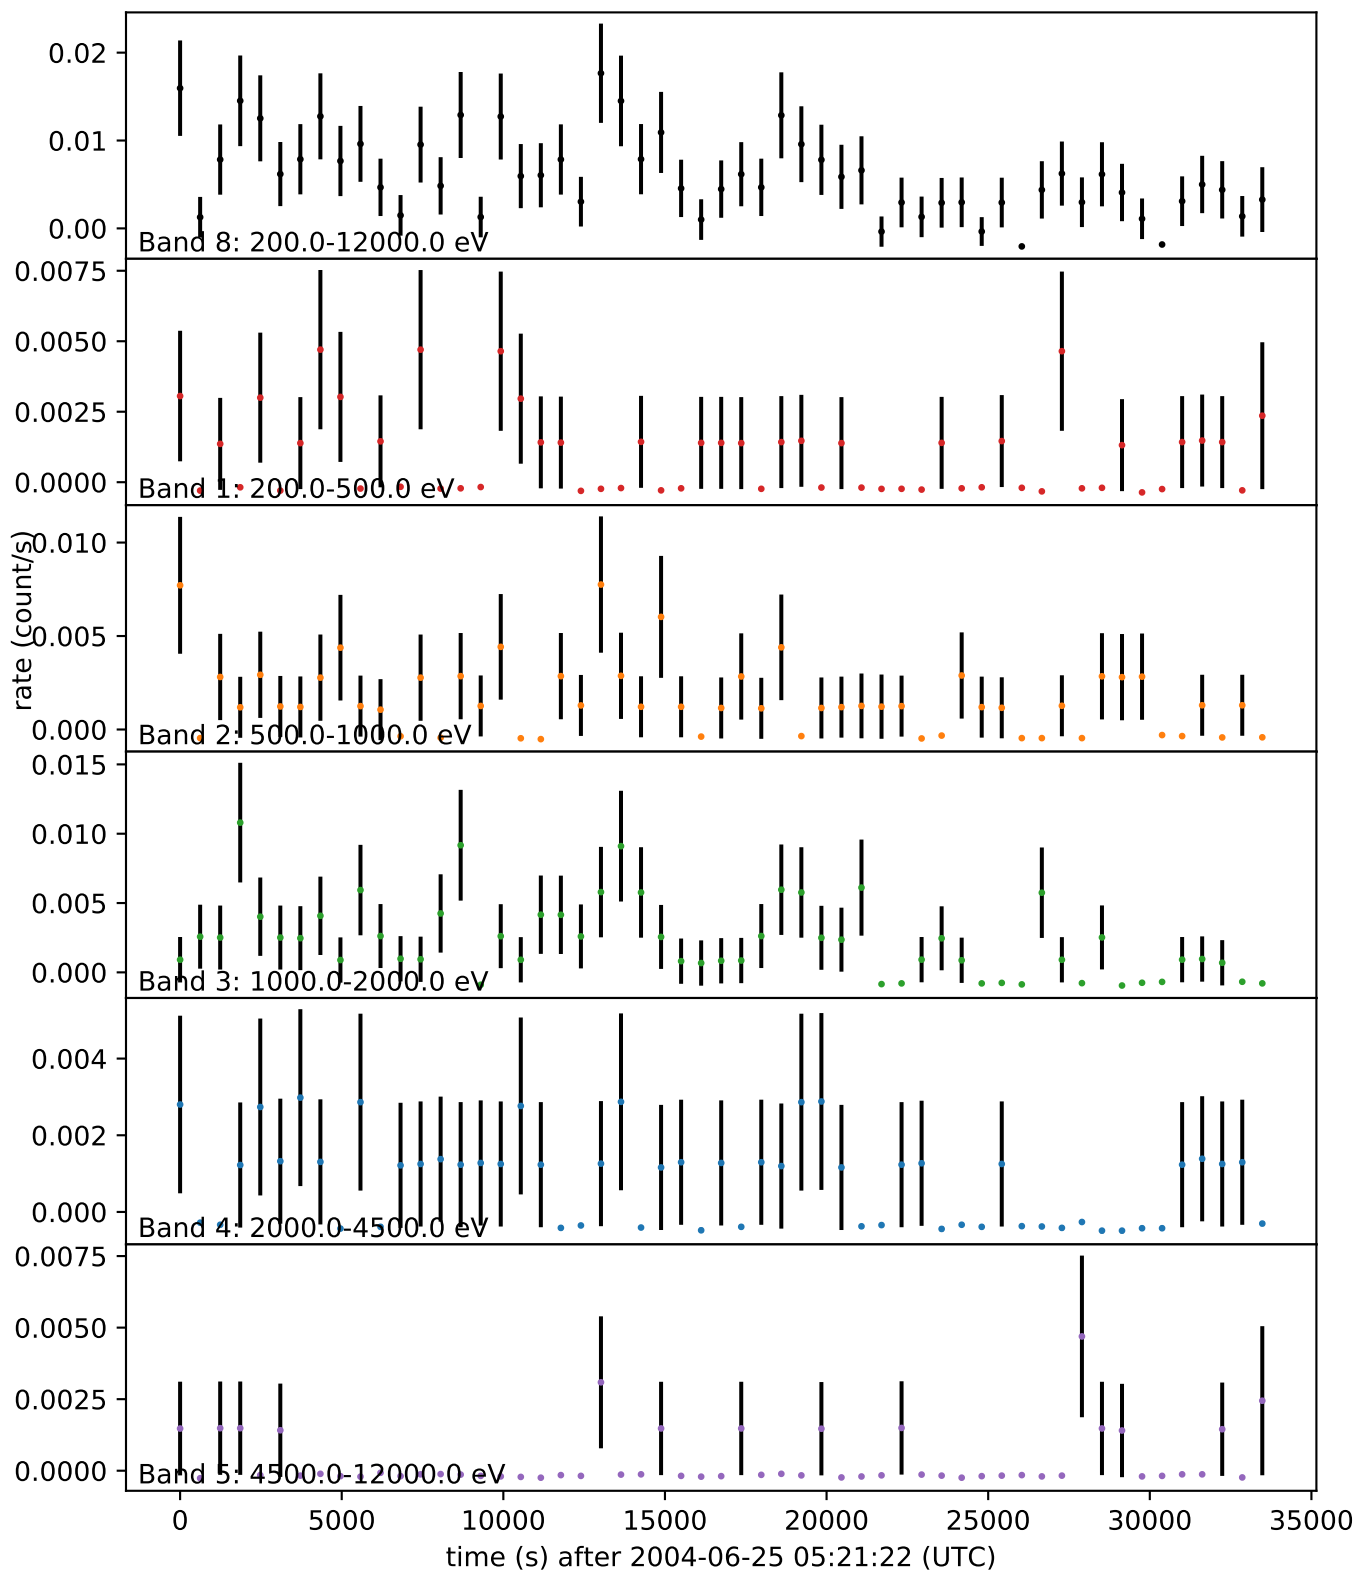 0.02
0.01
0.00
Band 8: 200.0-12000.0 eV
0.0075
0.0050
0.0025
0.0000
Band 1: 200.0-500.0 eV
rate (count/s)
0.010
0.005
0.000
Band 2: 500.0-1000.0 eV
0.015
0.010
0.005
0.000
Band 3: 1000.0-2000.0 eV
0.004
0.002
0.000
Band 4: 2000.0-4500.0 eV
0.0075
0.0050
0.0025
0.0000
Band 5: 4500.0-12000.0 eV
0 5000 10000 15000 20000 25000 30000 35000
time (s) after 2004-06-25 05:21:22 (UTC)